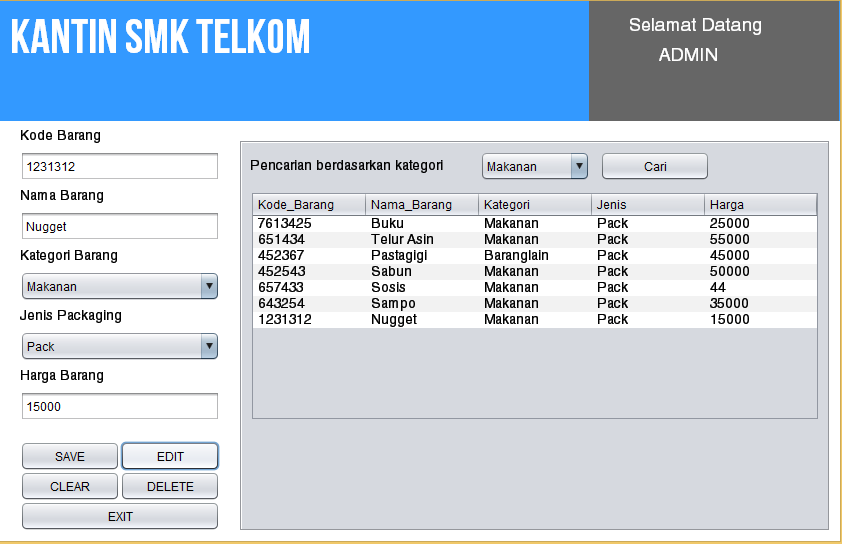 KANTIN SMK TELKOM
Selamat Datang
ADMIN
Kode Barang
1231312
Nama Barang
Nugget
Kategori Barang
Makanan
Jenis Packaging
Pack
Harga Barang
15000
SAVE EDIT
CLEAR DELETE
EXIT
Pencarian berdasarkan kategori Makanan Cari
Kode_Barang Nama_Barang Kategori Jenis Harga
7613425 Buku Makanan Pack 25000
651434 Telur Asin Makanan Pack 55000
452367 Pastagigi Baranglain Pack 45000
452543 Sabun Makanan Pack 50000
657433 Sosis Makanan Pack 44
643254 Sampo Makanan Pack 35000
1231312 Nugget Makanan Pack 15000